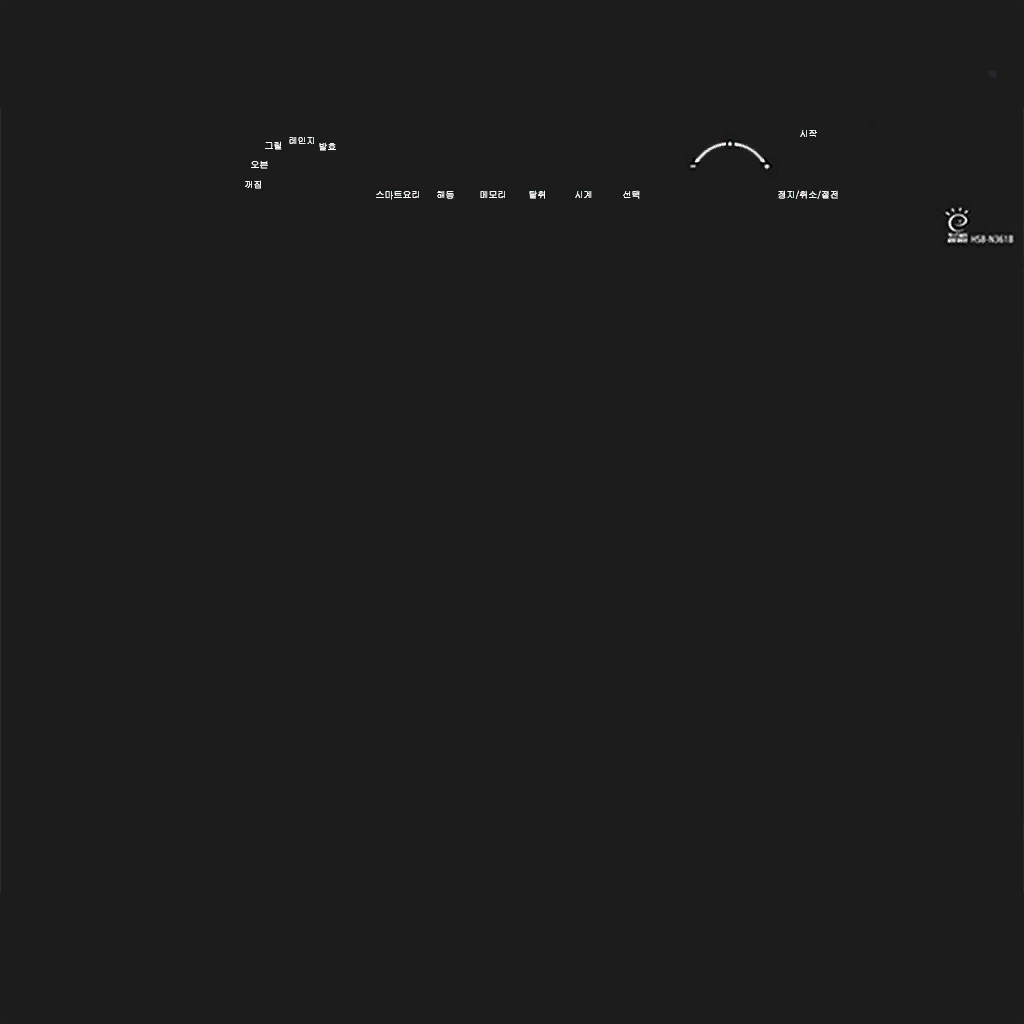 시작
그릴 레인지 발효
오븐
꺼짐
스마트요리 해동 메모리 탈취 시계 선택 정지/취소/절전
HSB-N361B